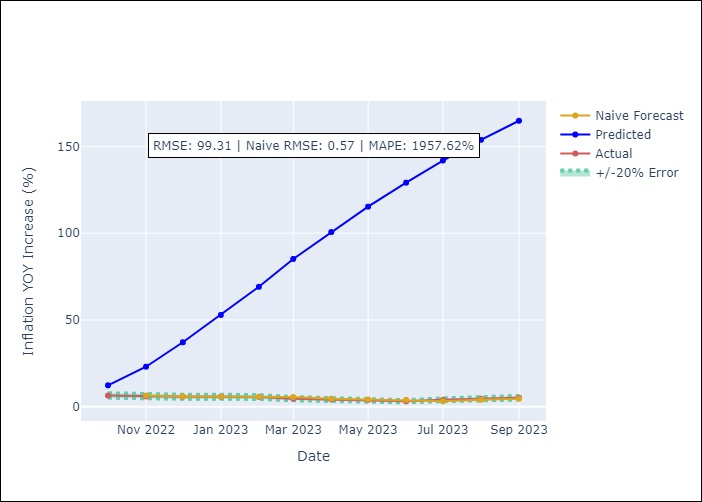 RMSE: 99.31 | Naive RMSE: 0.57 | MAPE: 1957.62%
Naive Forecast
Predicted
Actual
+/-20% Error
Inflation YOY Increase (%)
150
100
50
0
Nov 2022
Jan 2023
Mar 2023
May 2023
Jul 2023
Sep 2023
Date